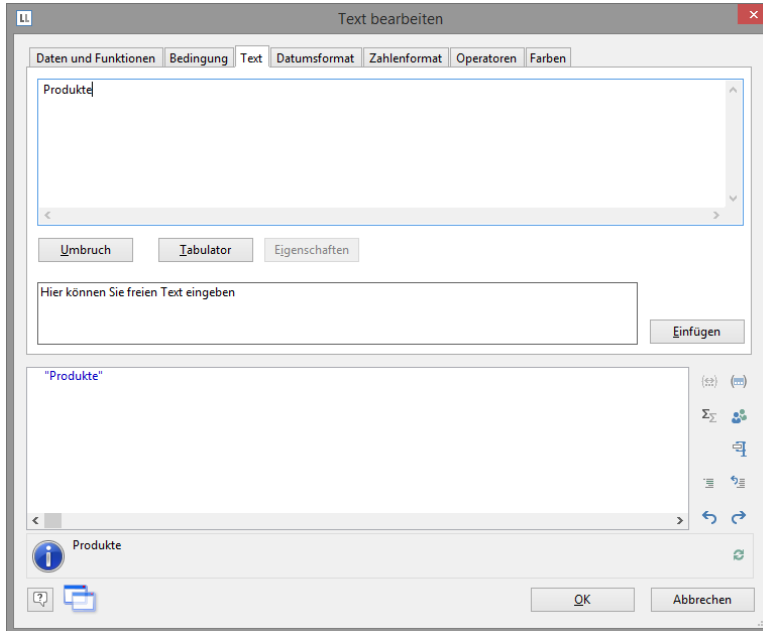 LL
Text bearbeiten
Daten und Funktionen Bedingung Text Datumsformat Zahlenformat Operatoren Farben
Produkte
Umbruch Tabulator Eigenschaften
Hier können Sie freien Text eingeben
Einfügen
"Produkte"
Produkte
OK Abbrechen